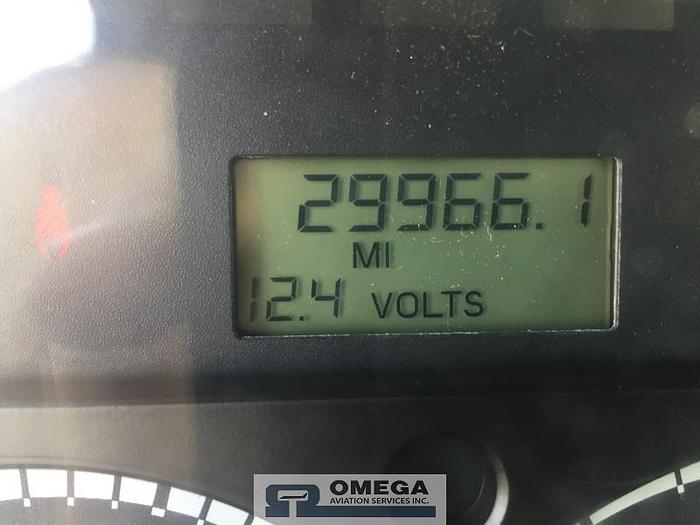 29966.1
MI
12.4 VOLTS
OMEGA
AVIATION SERVICES INC.